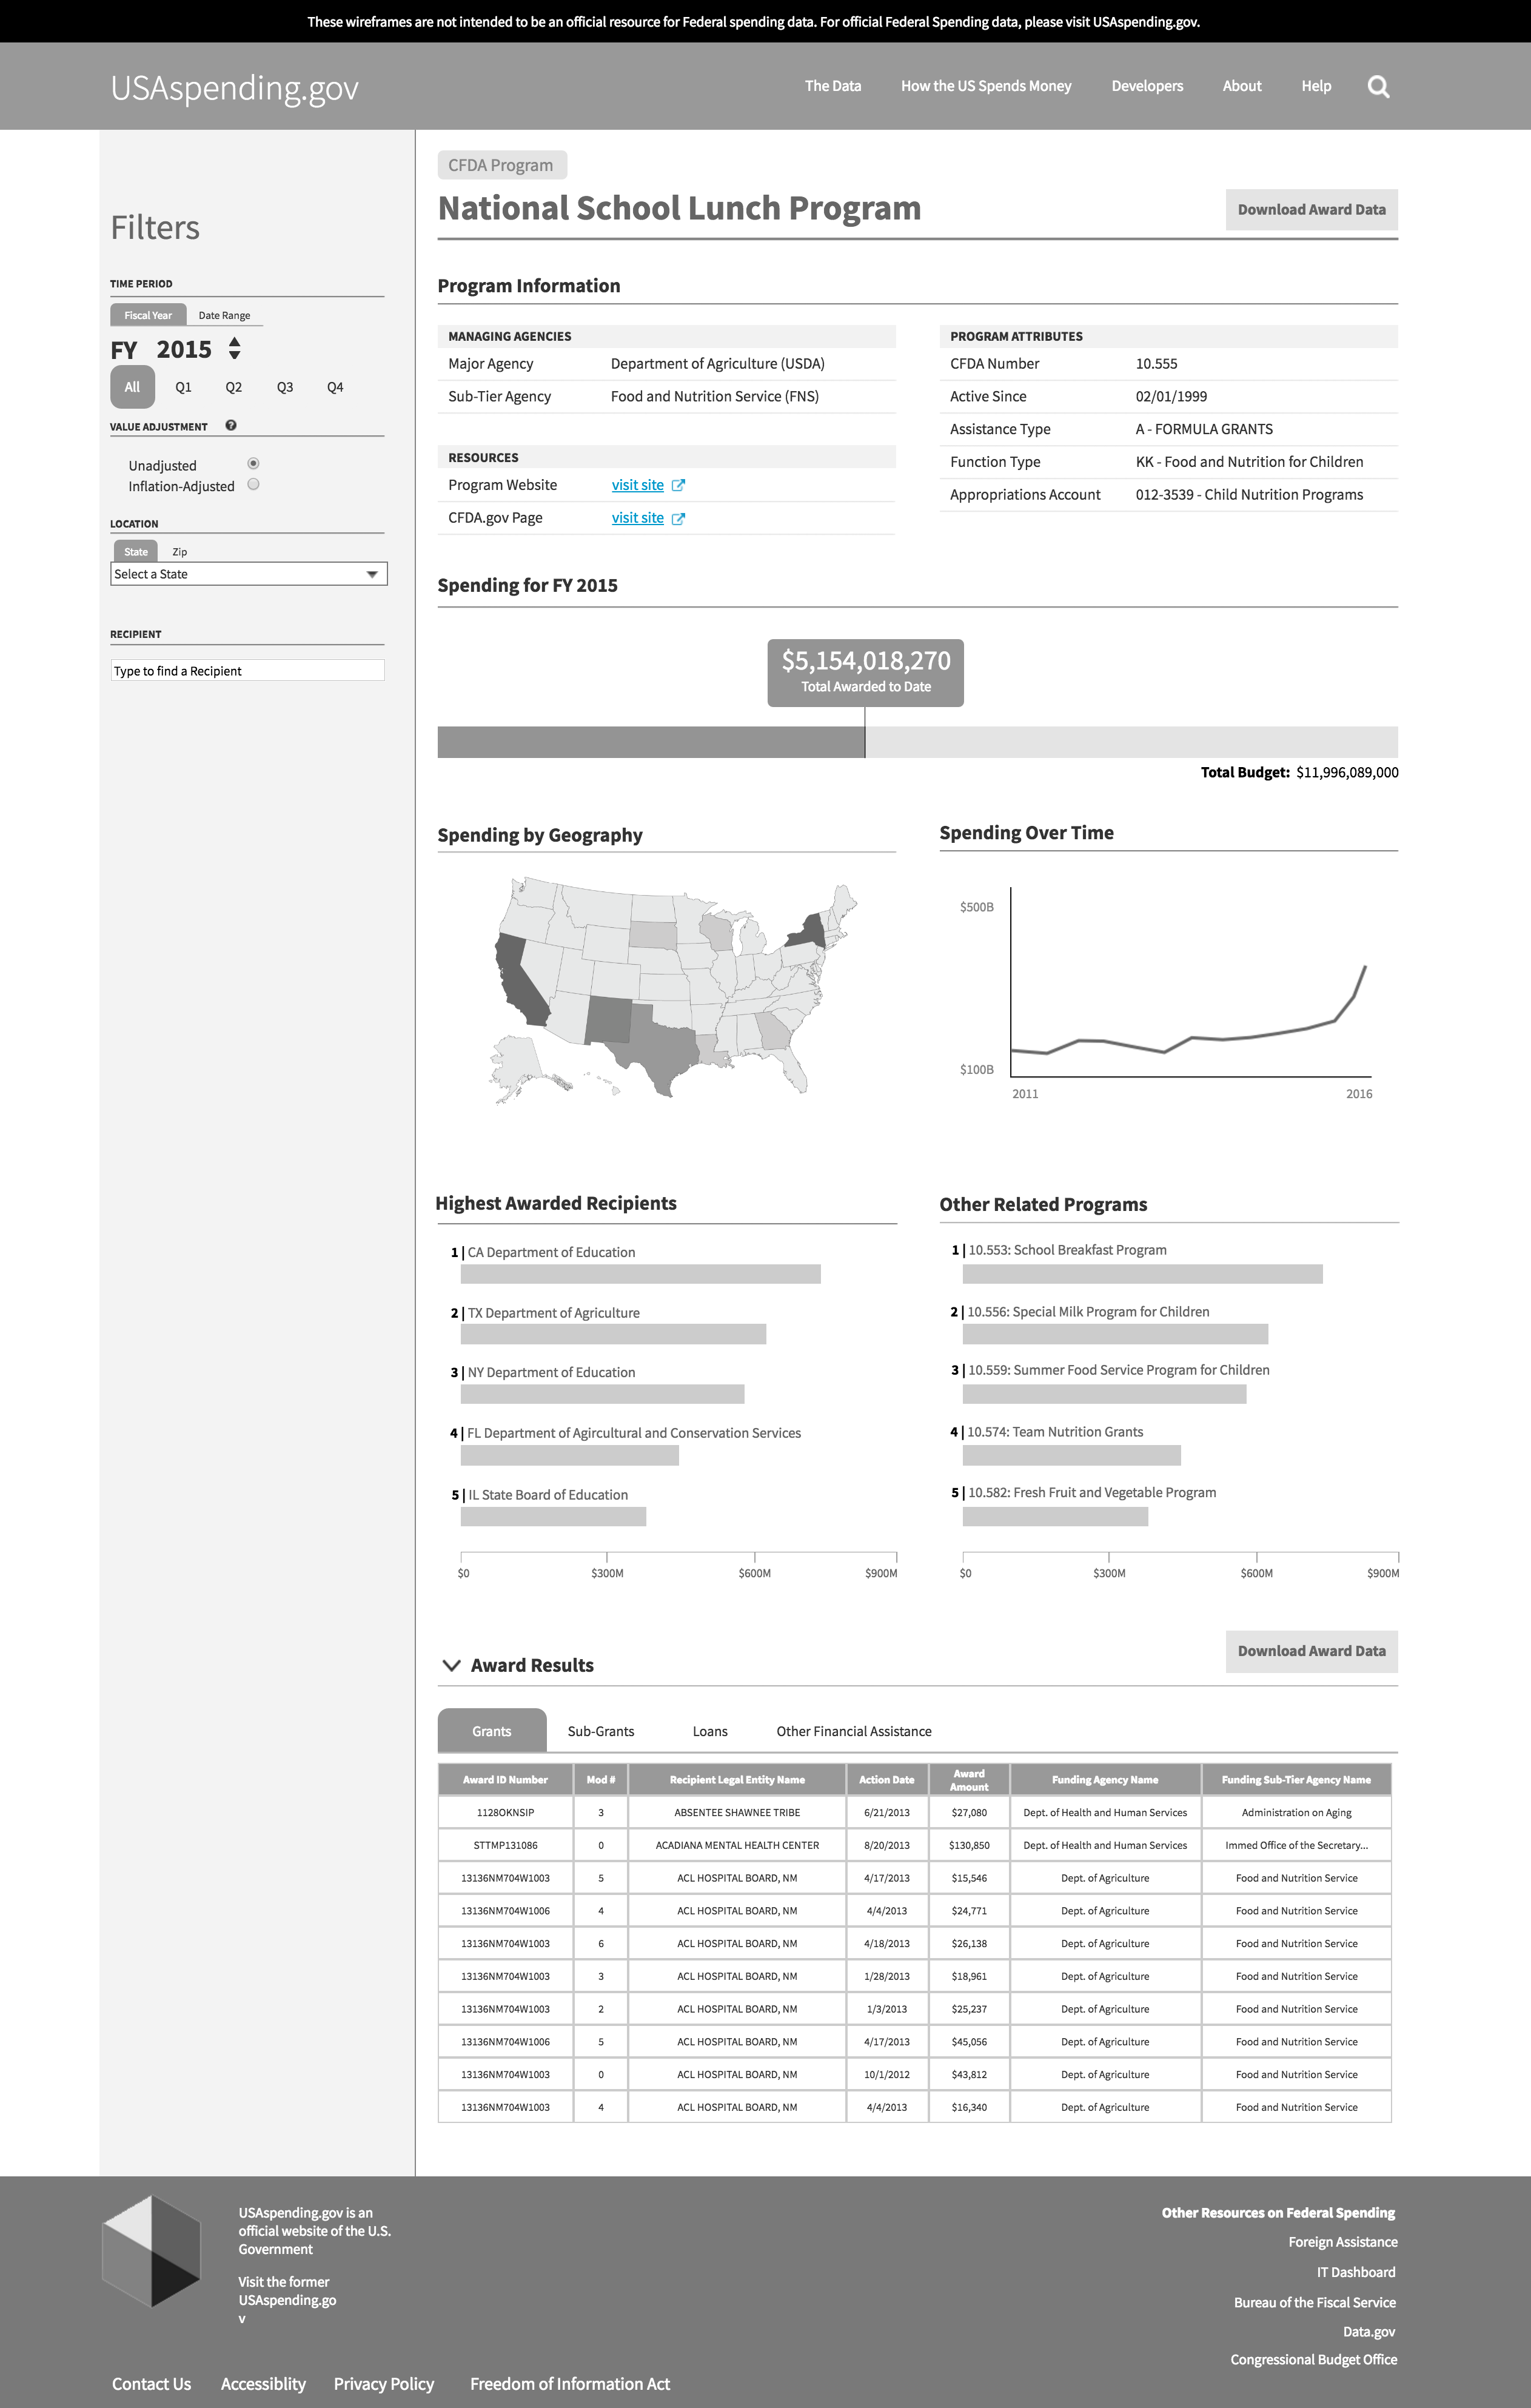 These wireframes are not intended to be an official resource for Federal spending data. For official Federal Spending data, please visit USAspending.gov.
USAspending.gov
The Data How the US Spends Money Developers About Help
Filters
TIME PERIOD
Fiscal Year Date Range
FY 2015
All Q1 Q2 Q3 Q4
VALUE ADJUSTMENT ?
Unadjusted
Inflation-Adjusted
LOCATION
State Zip
Select a State
RECIPIENT
Type to find a Recipient
CFDA Program
National School Lunch Program
Download Award Data
Program Information
MANAGING AGENCIES
Major Agency Department of Agriculture (USDA)
Sub-Tier Agency Food and Nutrition Service (FNS)
RESOURCES
Program Website visit site
CFDA.gov Page visit site
PROGRAM ATTRIBUTES
CFDA Number 10.555
Active Since 02/01/1999
Assistance Type A - FORMULA GRANTS
Function Type KK - Food and Nutrition for Children
Appropriations Account 012-3539 - Child Nutrition Programs
Spending for FY 2015
$5,154,018,270
Total Awarded to Date
Total Budget: $11,996,089,000
Spending by Geography
Spending Over Time
$500B
$100B
2011 2016
Highest Awarded Recipients
1 | CA Department of Education
2 | TX Department of Agriculture
3 | NY Department of Education
4 | FL Department of Agircultural and Conservation Services
5 | IL State Board of Education
$0 $300M $600M $900M
Other Related Programs
1 | 10.553: School Breakfast Program
2 | 10.556: Special Milk Program for Children
3 | 10.559: Summer Food Service Program for Children
4 | 10.574: Team Nutrition Grants
5 | 10.582: Fresh Fruit and Vegetable Program
$0 $300M $600M $900M
Award Results
Download Award Data
Grants Sub-Grants Loans Other Financial Assistance
Award ID Number Mod # Recipient Legal Entity Name Action Date Award Amount Funding Agency Name Funding Sub-Tier Agency Name
1128OKNSIP 3 ABSENTEE SHAWNEE TRIBE 6/21/2013 $27,080 Dept. of Health and Human Services Administration on Aging
STTMP131086 0 ACADIANA MENTAL HEALTH CENTER 8/20/2013 $130,850 Dept. of Health and Human Services Immed Office of the Secretary...
13136NM704W1003 5 ACL HOSPITAL BOARD, NM 4/17/2013 $15,546 Dept. of Agriculture Food and Nutrition Service
13136NM704W1006 4 ACL HOSPITAL BOARD, NM 4/4/2013 $24,771 Dept. of Agriculture Food and Nutrition Service
13136NM704W1003 6 ACL HOSPITAL BOARD, NM 4/18/2013 $26,138 Dept. of Agriculture Food and Nutrition Service
13136NM704W1003 3 ACL HOSPITAL BOARD, NM 1/28/2013 $18,961 Dept. of Agriculture Food and Nutrition Service
13136NM704W1003 2 ACL HOSPITAL BOARD, NM 1/3/2013 $25,237 Dept. of Agriculture Food and Nutrition Service
13136NM704W1006 5 ACL HOSPITAL BOARD, NM 4/17/2013 $45,056 Dept. of Agriculture Food and Nutrition Service
13136NM704W1003 0 ACL HOSPITAL BOARD, NM 10/1/2012 $43,812 Dept. of Agriculture Food and Nutrition Service
13136NM704W1003 4 ACL HOSPITAL BOARD, NM 4/4/2013 $16,340 Dept. of Agriculture Food and Nutrition Service
USAspending.gov is an
official website of the U.S.
Government
Visit the former
USAspending.go
v
Other Resources on Federal Spending
Foreign Assistance
IT Dashboard
Bureau of the Fiscal Service
Data.gov
Congressional Budget Office
Contact Us Accessiblity Privacy Policy Freedom of Information Act